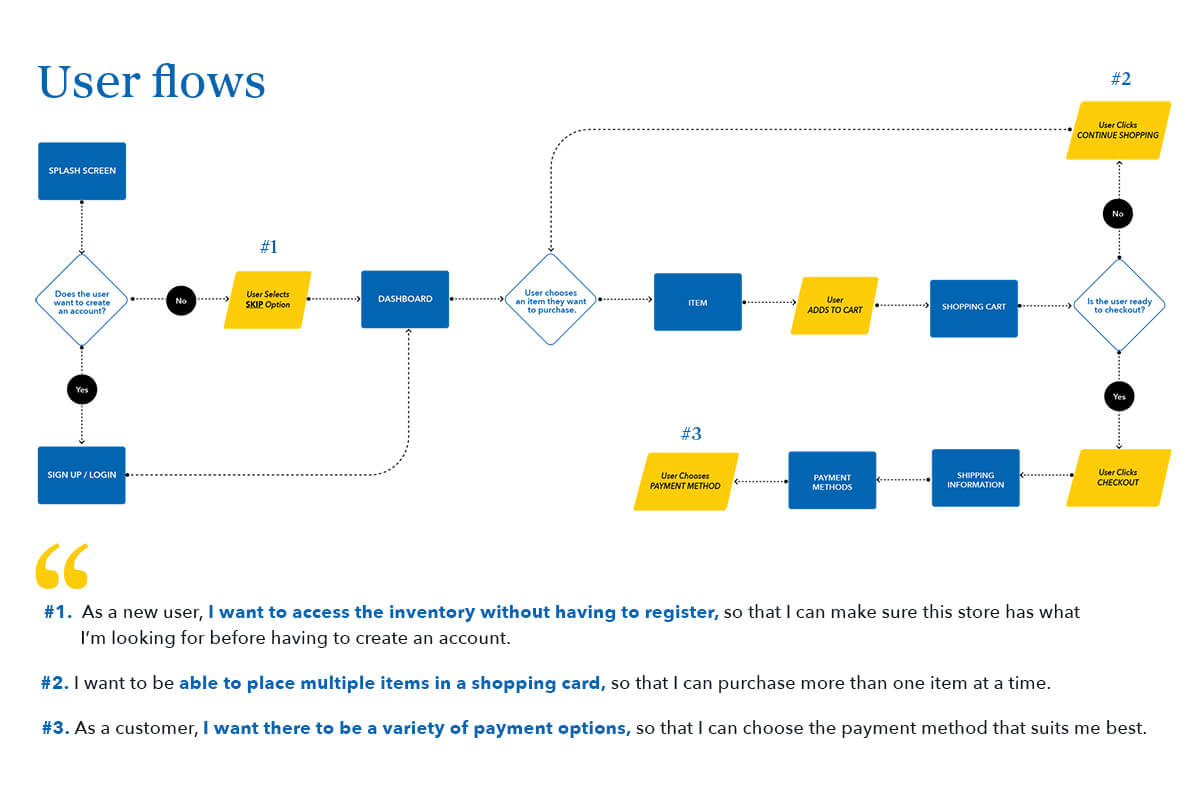 User flows
#2
User Clicks
CONTINUE SHOPPING
SPLASH SCREEN
No
#1
Does the user
want to create
an account?
No
User Selects
SKIP Option
DASHBOARD
User chooses
an item they want
to purchase.
ITEM
User
ADDS TO CART
SHOPPING CART
Is the user ready
to checkout?
Yes
Yes
SIGN UP / LOGIN
#3
User Chooses
PAYMENT METHOD
PAYMENT
METHODS
SHIPPING
INFORMATION
User Clicks
CHECKOUT
“
#1. As a new user, I want to access the inventory without having to register, so that I can make sure this store has what
I’m looking for before having to create an account.
#2. I want to be able to place multiple items in a shopping card, so that I can purchase more than one item at a time.
#3. As a customer, I want there to be a variety of payment options, so that I can choose the payment method that suits me best.